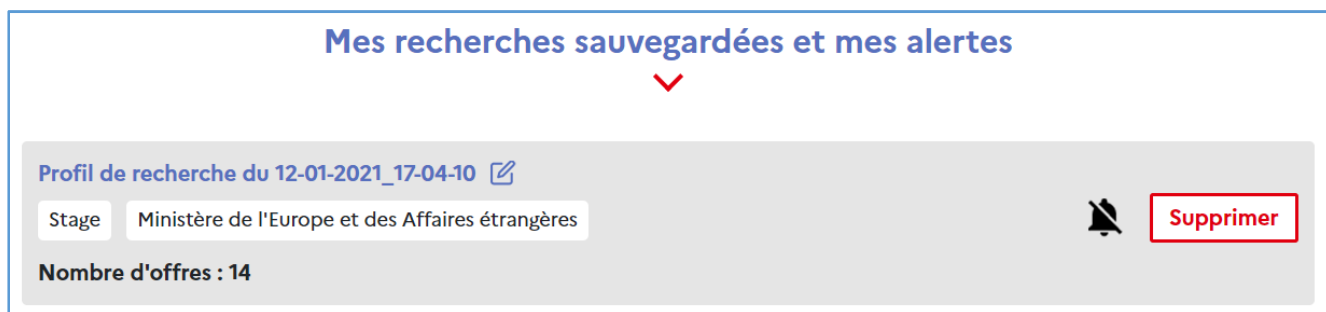 Mes recherches sauvegardées et mes alertes
Profil de recherche du 12-01-2021_17-04-10
Stage Ministère de l'Europe et des Affaires étrangères
Supprimer
Nombre d'offres : 14